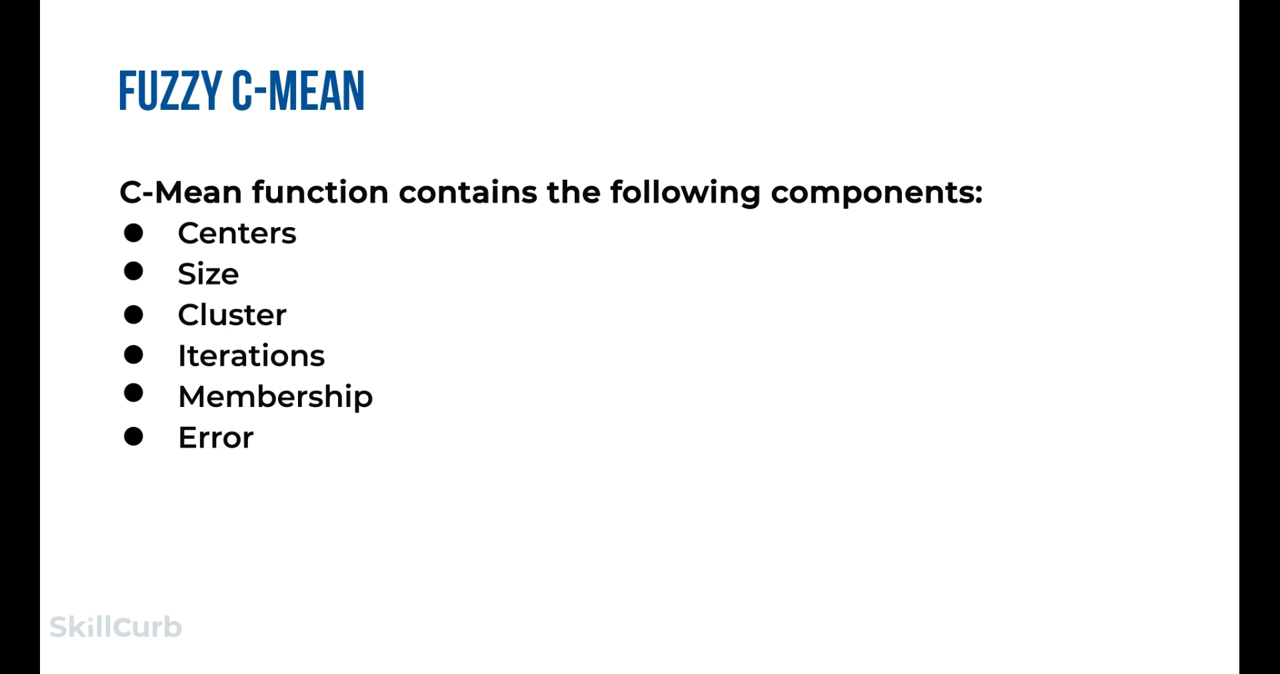 FUZZY C-MEAN
C-Mean function contains the following components:
● Centers
● Size
● Cluster
● Iterations
● Membership
● Error
SkillCurb